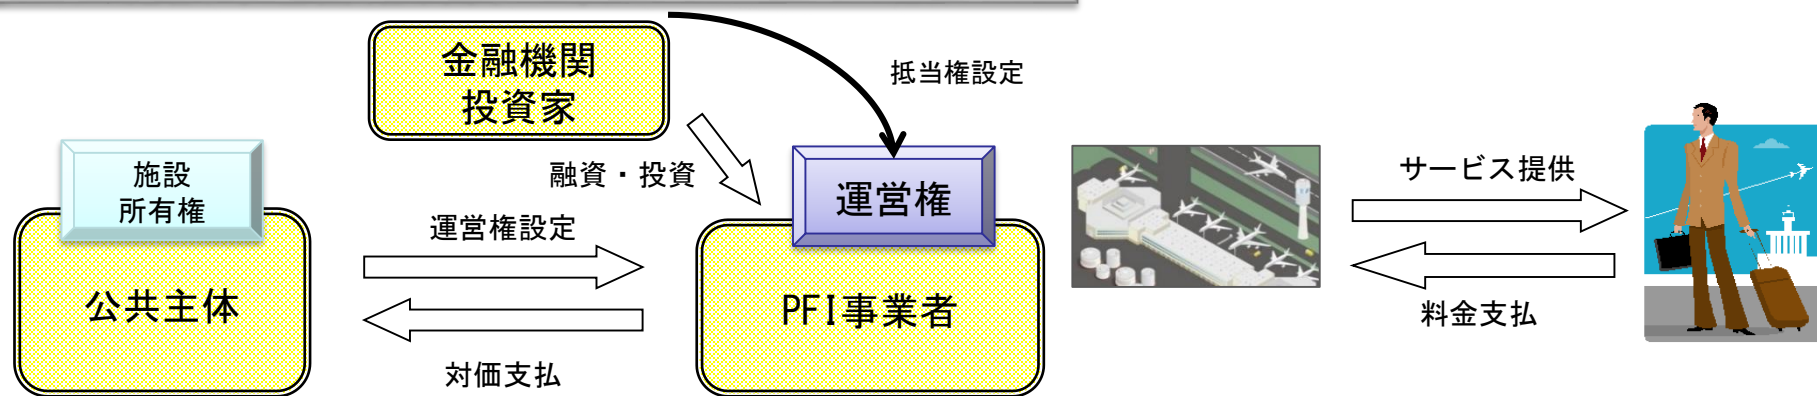 金融機関
投資家
抵当権設定
施設
所有権
融資・投資
運営権
サービス提供
運営権設定
公共主体
PFI事業者
料金支払
対価支払